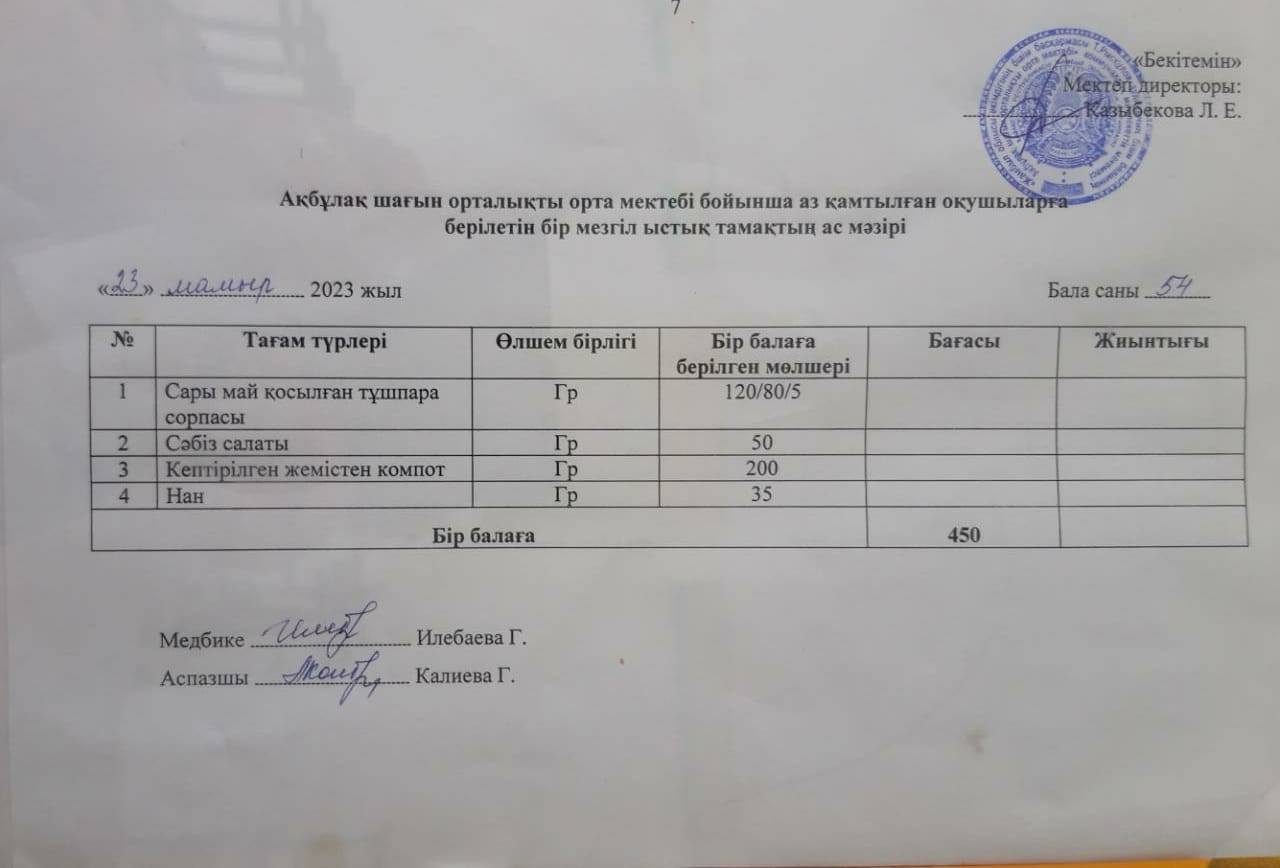 7
«Бекітемін»
Мектеп директоры:
Қазыбекова Л. Е.
Ақбұлақ шағын орталықты орта мектебі бойынша аз қамтылған оқушыларға
берілетін бір мезгіл ыстық тамақтың ас мәзірі
«23» мамыр 2023 жыл Бала саны 54
№ Тағам түрлері Өлшем бірлігі Бір балаға берілген мөлшері Бағасы Жиынтығы
1 Сары май қосылған тұшпара сорпасы Гр 120/80/5
2 Сәбіз салаты Гр 50
3 Кептірілген жемістен компот Гр 200
4 Нан Гр 35
Бір балаға 450
Медбике Илебаева Г.
Аспазшы Калиева Г.